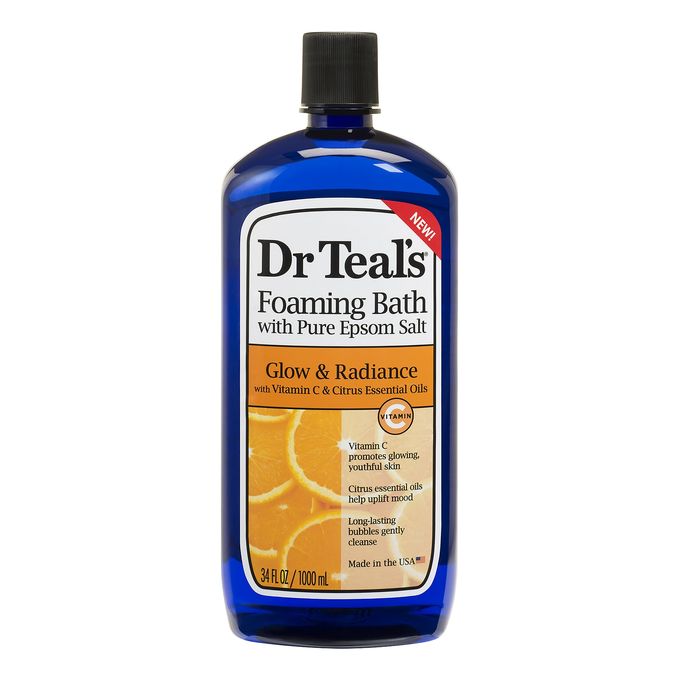 NEW!
Dr Teal's®
Foaming Bath
with Pure Epsom Salt
Glow & Radiance
with Vitamin C & Citrus Essential Oils
C
VITAMIN
Vitamin C
promotes glowing,
youthful skin
Citrus essential oils
help uplift mood
Long-lasting
bubbles gently
cleanse
Made in the USA
34 FL OZ / 1000 mL